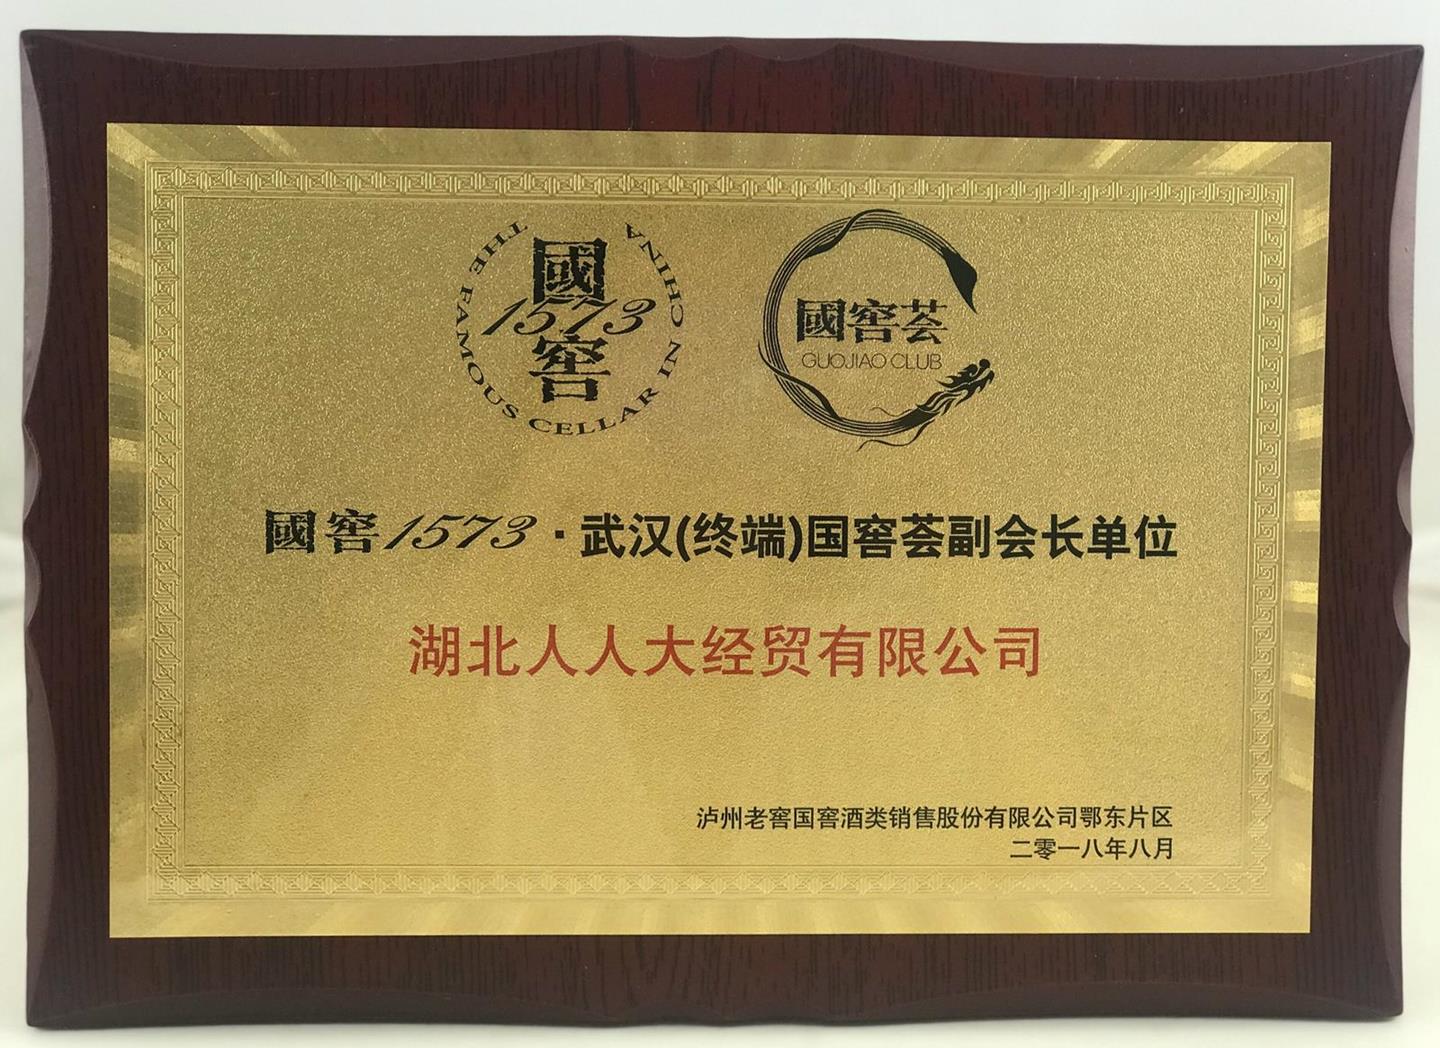 國
1573
窖
THE FAMOUS CELLAR IN CHINA
國窖荟
GUOJIAO CLUB
國窖1573·武汉(终端)国窖荟副会长单位
湖北人人大经贸有限公司
泸州老窖国窖酒类销售股份有限公司鄂东片区
二零一八年八月